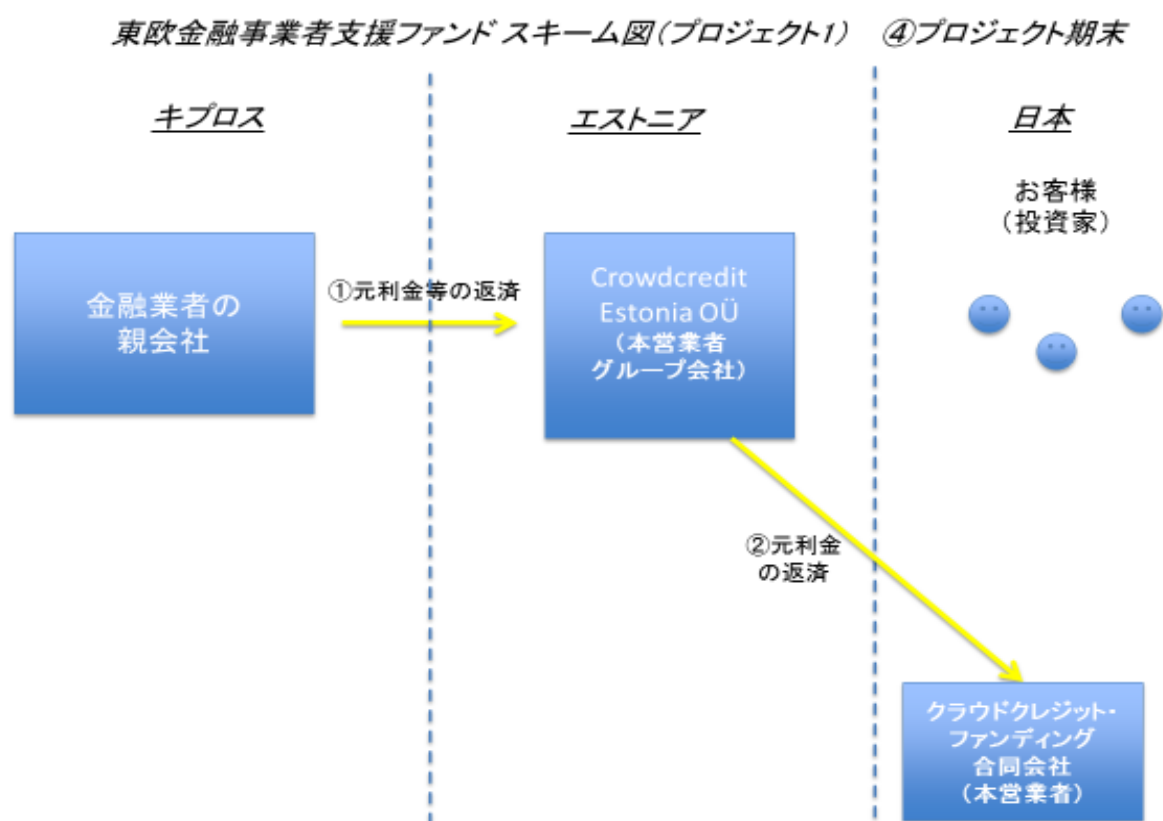 東欧金融事業者支援ファンド スキーム図(プロジェクト1) ④プロジェクト期末
キプロス
エストニア
日本
お客様
(投資家)
金融業者の
親会社
①元利金等の返済
Crowdcredit
Estonia OÜ
(本営業者
グループ会社)
②元利金
の返済
クラウドクレジット・
ファンディング
合同会社
(本営業者)